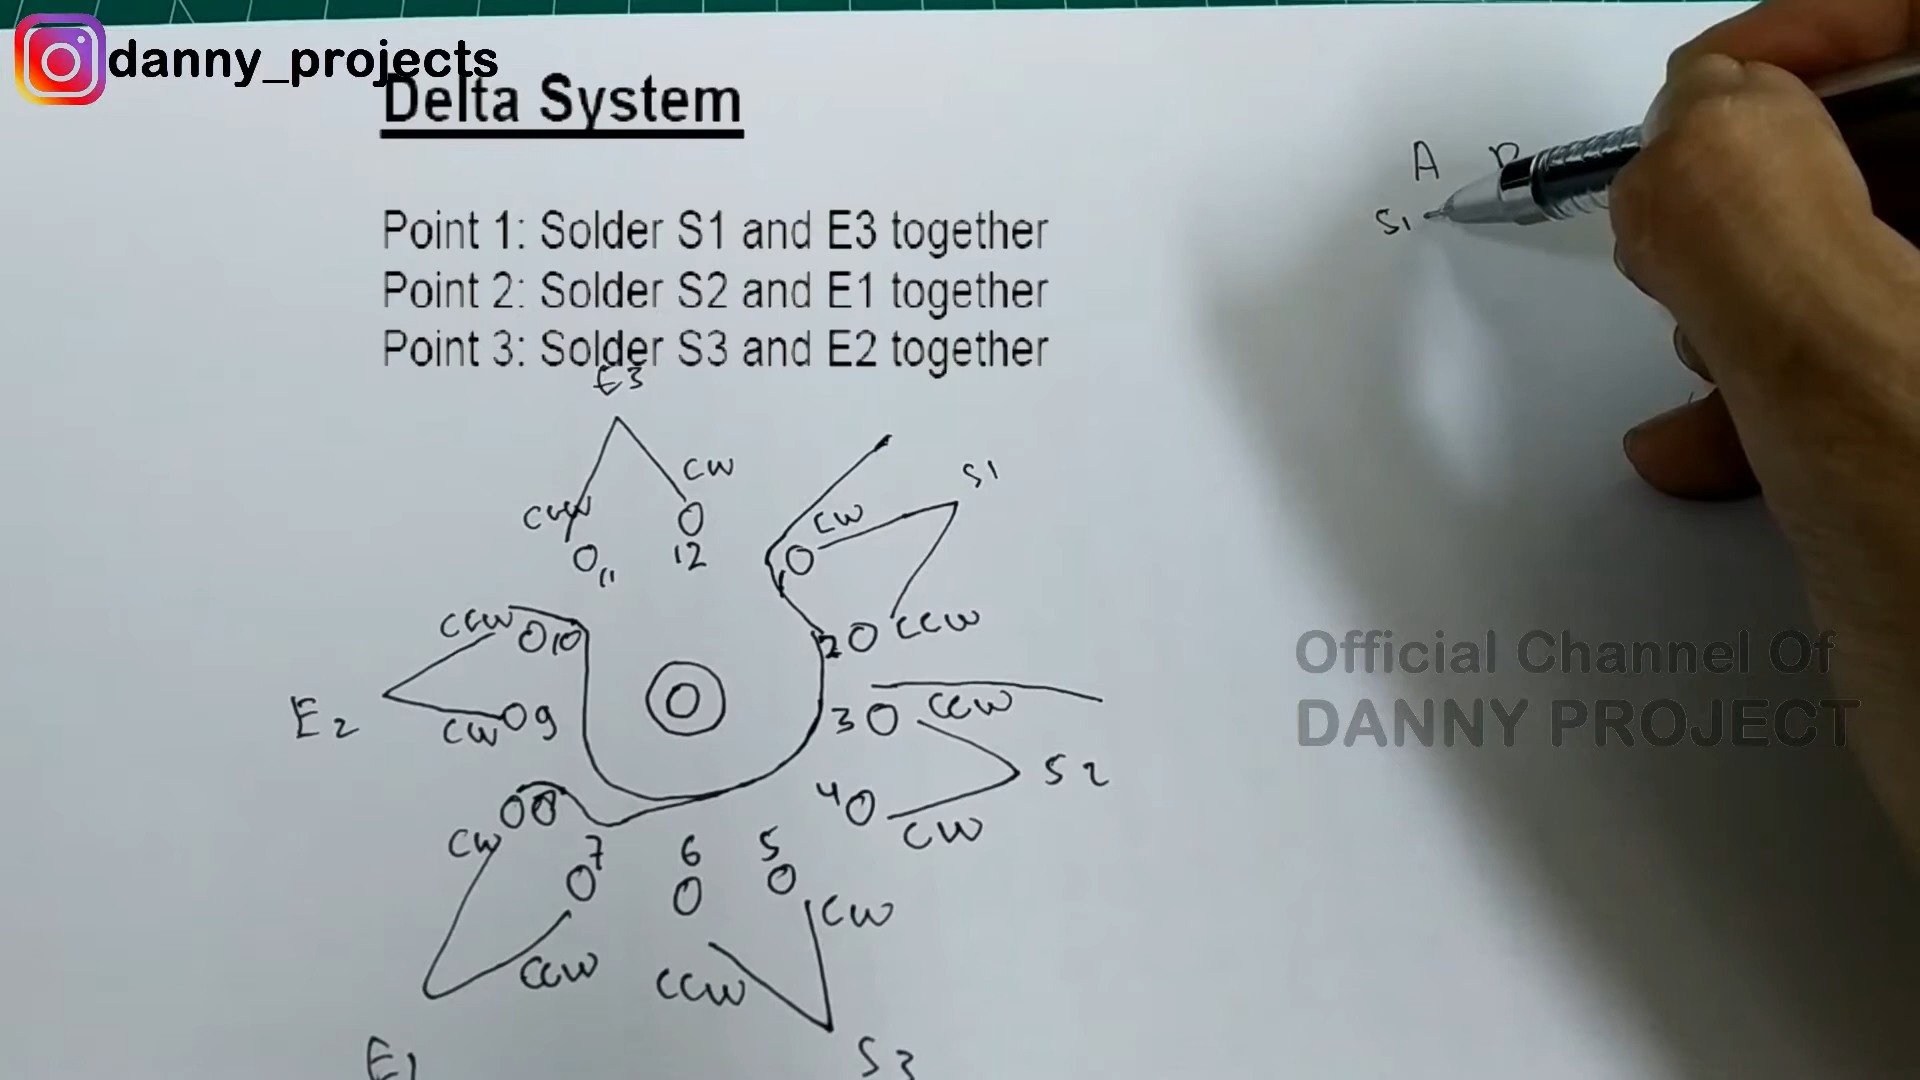 danny_projects
Delta System
A
S1
Point 1: Solder S1 and E3 together
Point 2: Solder S2 and E1 together
Point 3: Solder S3 and E2 together
E3
CW
S1
CW
12
11
1
CCW
10
2
CCW
Official Channel Of
DANNY PROJECT
E2
CW
9
3
CCW
S2
4
CW
8
CW
7
6
5
CW
CCW
CCW
E1
S3